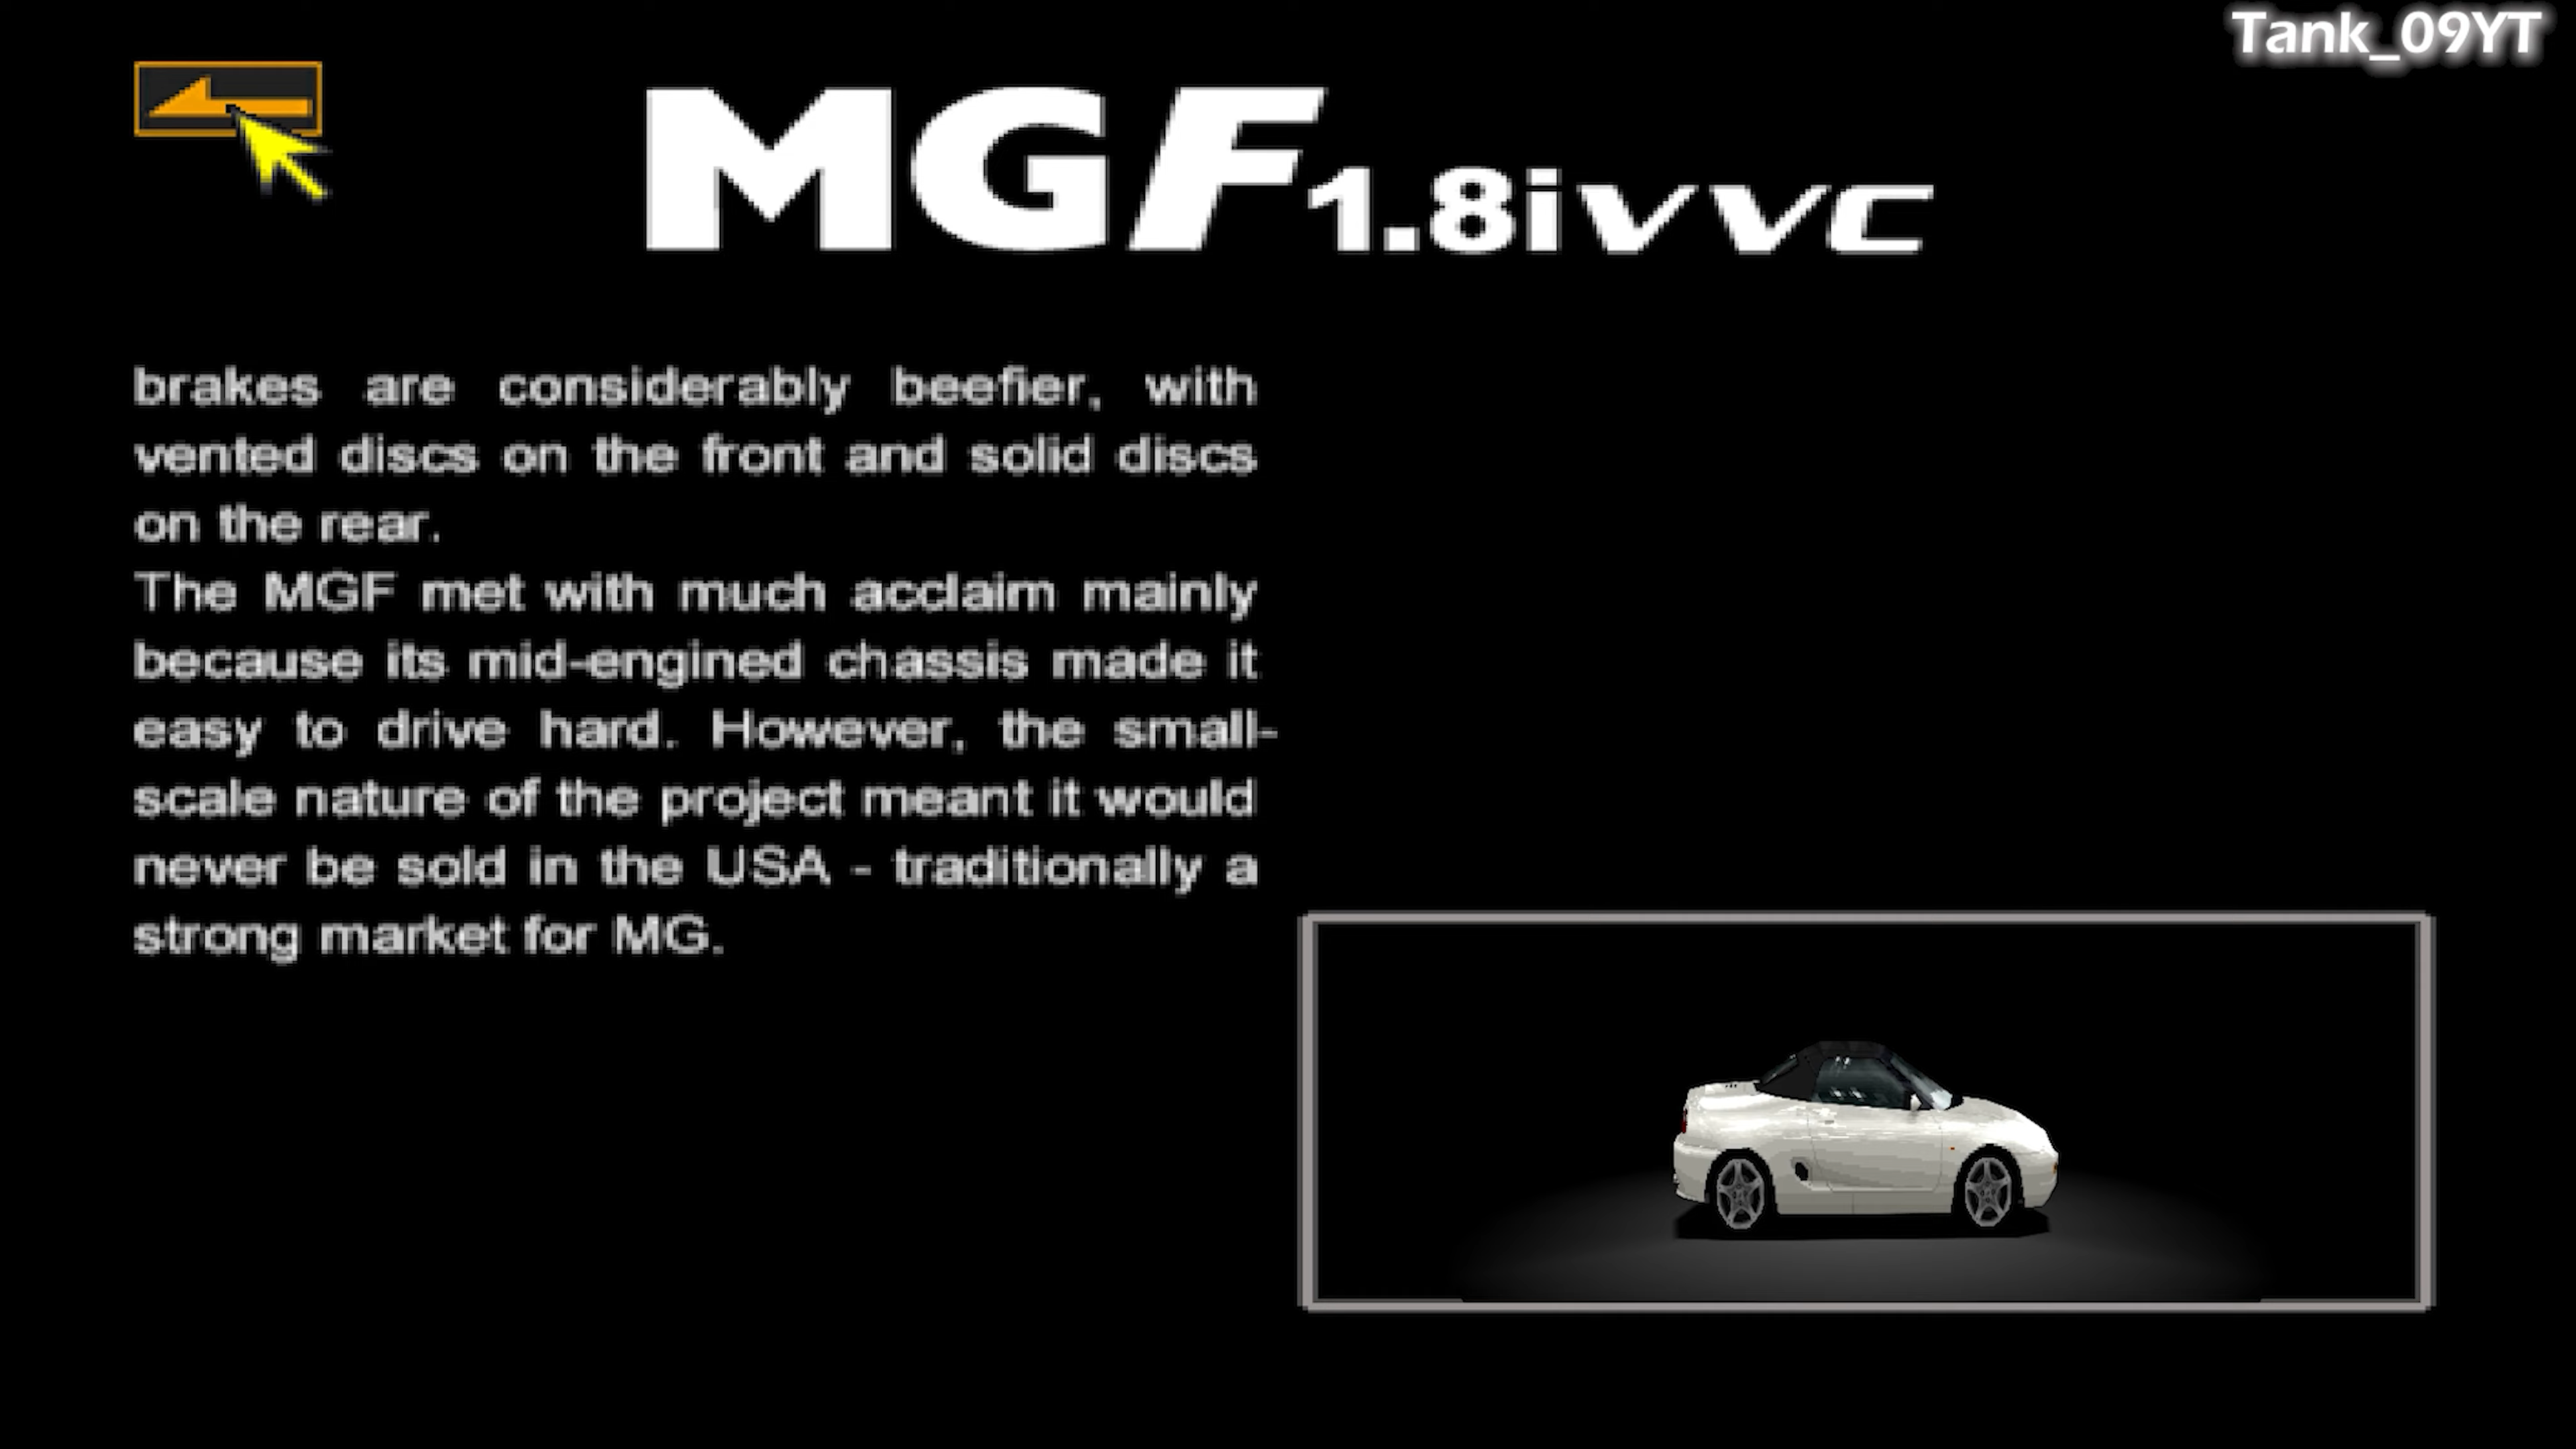 Tank_09YT
MGF1.8iVVC
brakes are considerably beefier, with
vented discs on the front and solid discs
on the rear.
The MGF met with much acclaim mainly
because its mid-engined chassis made it
easy to drive hard. However, the small-
scale nature of the project meant it would
never be sold in the USA - traditionally a
strong market for MG.